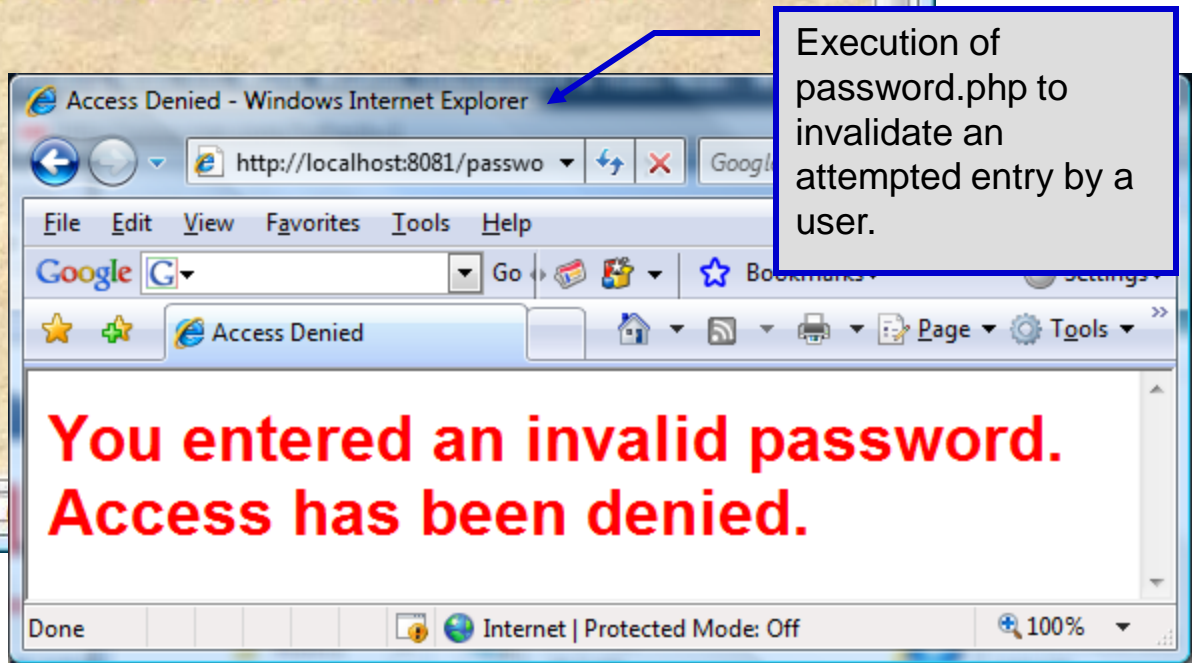 Execution of
password.php to
invalidate an
attempted entry by a
user.
Access Denied - Windows Internet Explorer
http://localhost:8081/passwo
File Edit View Favorites Tools Help
Google G Go Bookmarks Settings
Access Denied Page Tools
You entered an invalid password.
Access has been denied.
Done Internet | Protected Mode: Off 100%